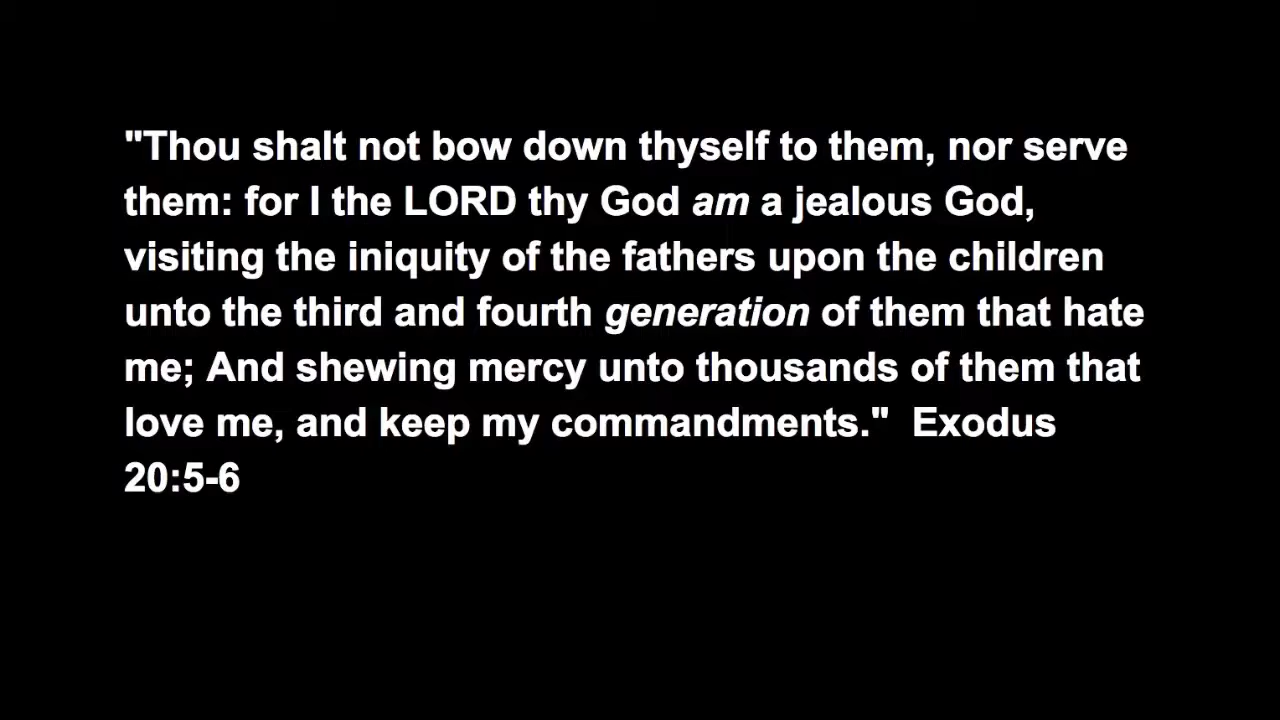 "Thou shalt not bow down thyself to them, nor serve
them: for I the LORD thy God am a jealous God,
visiting the iniquity of the fathers upon the children
unto the third and fourth generation of them that hate
me; And shewing mercy unto thousands of them that
love me, and keep my commandments."  Exodus
20:5-6